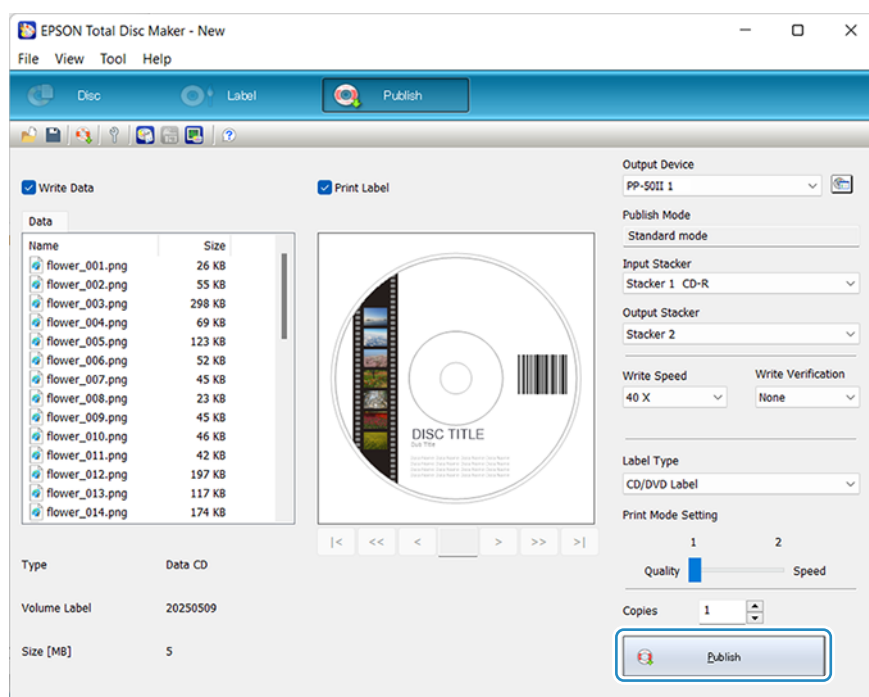 EPSON Total Disc Maker - New
File View Tool Help
Disc Label Publish
Write Data
Data
Name Size
flower_001.png 26 KB
flower_002.png 55 KB
flower_003.png 298 KB
flower_004.png 69 KB
flower_005.png 123 KB
flower_006.png 52 KB
flower_007.png 45 KB
flower_008.png 23 KB
flower_009.png 45 KB
flower_010.png 46 KB
flower_011.png 42 KB
flower_012.png 197 KB
flower_013.png 117 KB
flower_014.png 174 KB
Type Data CD
Volume Label 20250509
Size [MB] 5
Print Label
DISC TITLE
Sub Title
|< << < > >> >|
Output Device
PP-50II 1
Publish Mode
Standard mode
Input Stacker
Stacker 1 CD-R
Output Stacker
Stacker 2
Write Speed Write Verification
40 X None
Label Type
CD/DVD Label
Print Mode Setting
1 2
Quality Speed
Copies 1
Publish